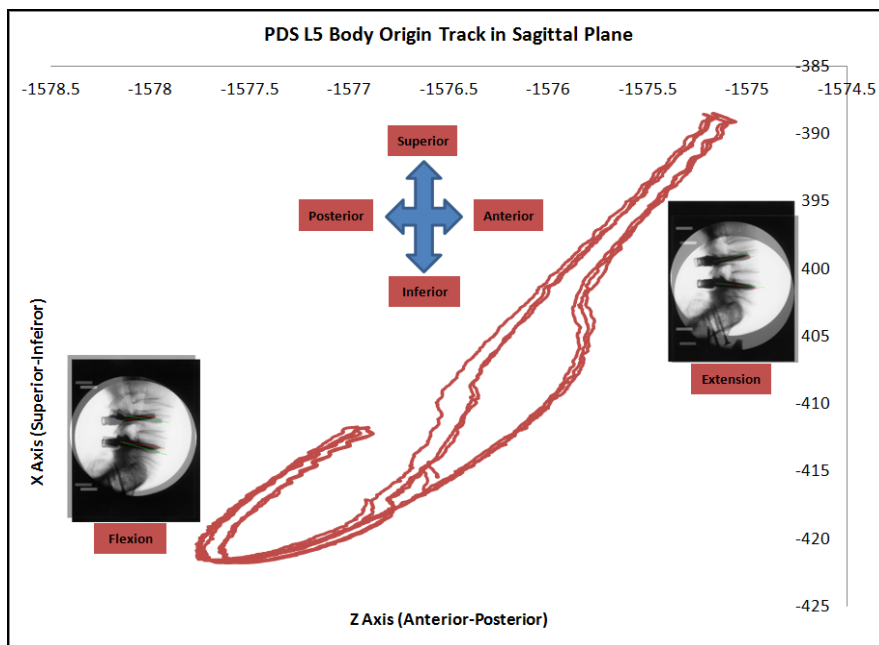 PDS L5 Body Origin Track in Sagittal Plane
-385
-1578.5 -1578 -1577.5 -1577 -1576.5 -1576 -1575.5 -1575 -1574.5
-390
Superior
-395
Posterior Anterior
400
Inferior
405
Extension
-410
-415
Flexion
-420
-425
X Axis (Superior-Infeiror)
Z Axis (Anterior-Posterior)